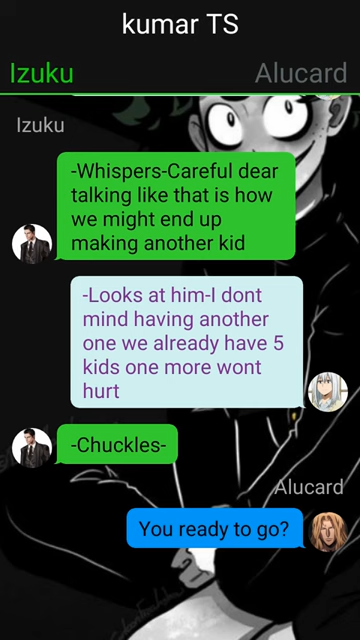 kumar TS
Izuku
Alucard
Izuku
-Whispers-Careful dear
talking like that is how
we might end up
making another kid
-Looks at him-I dont
mind having another
one we already have 5
kids one more wont
hurt
-Chuckles-
Alucard
You ready to go?